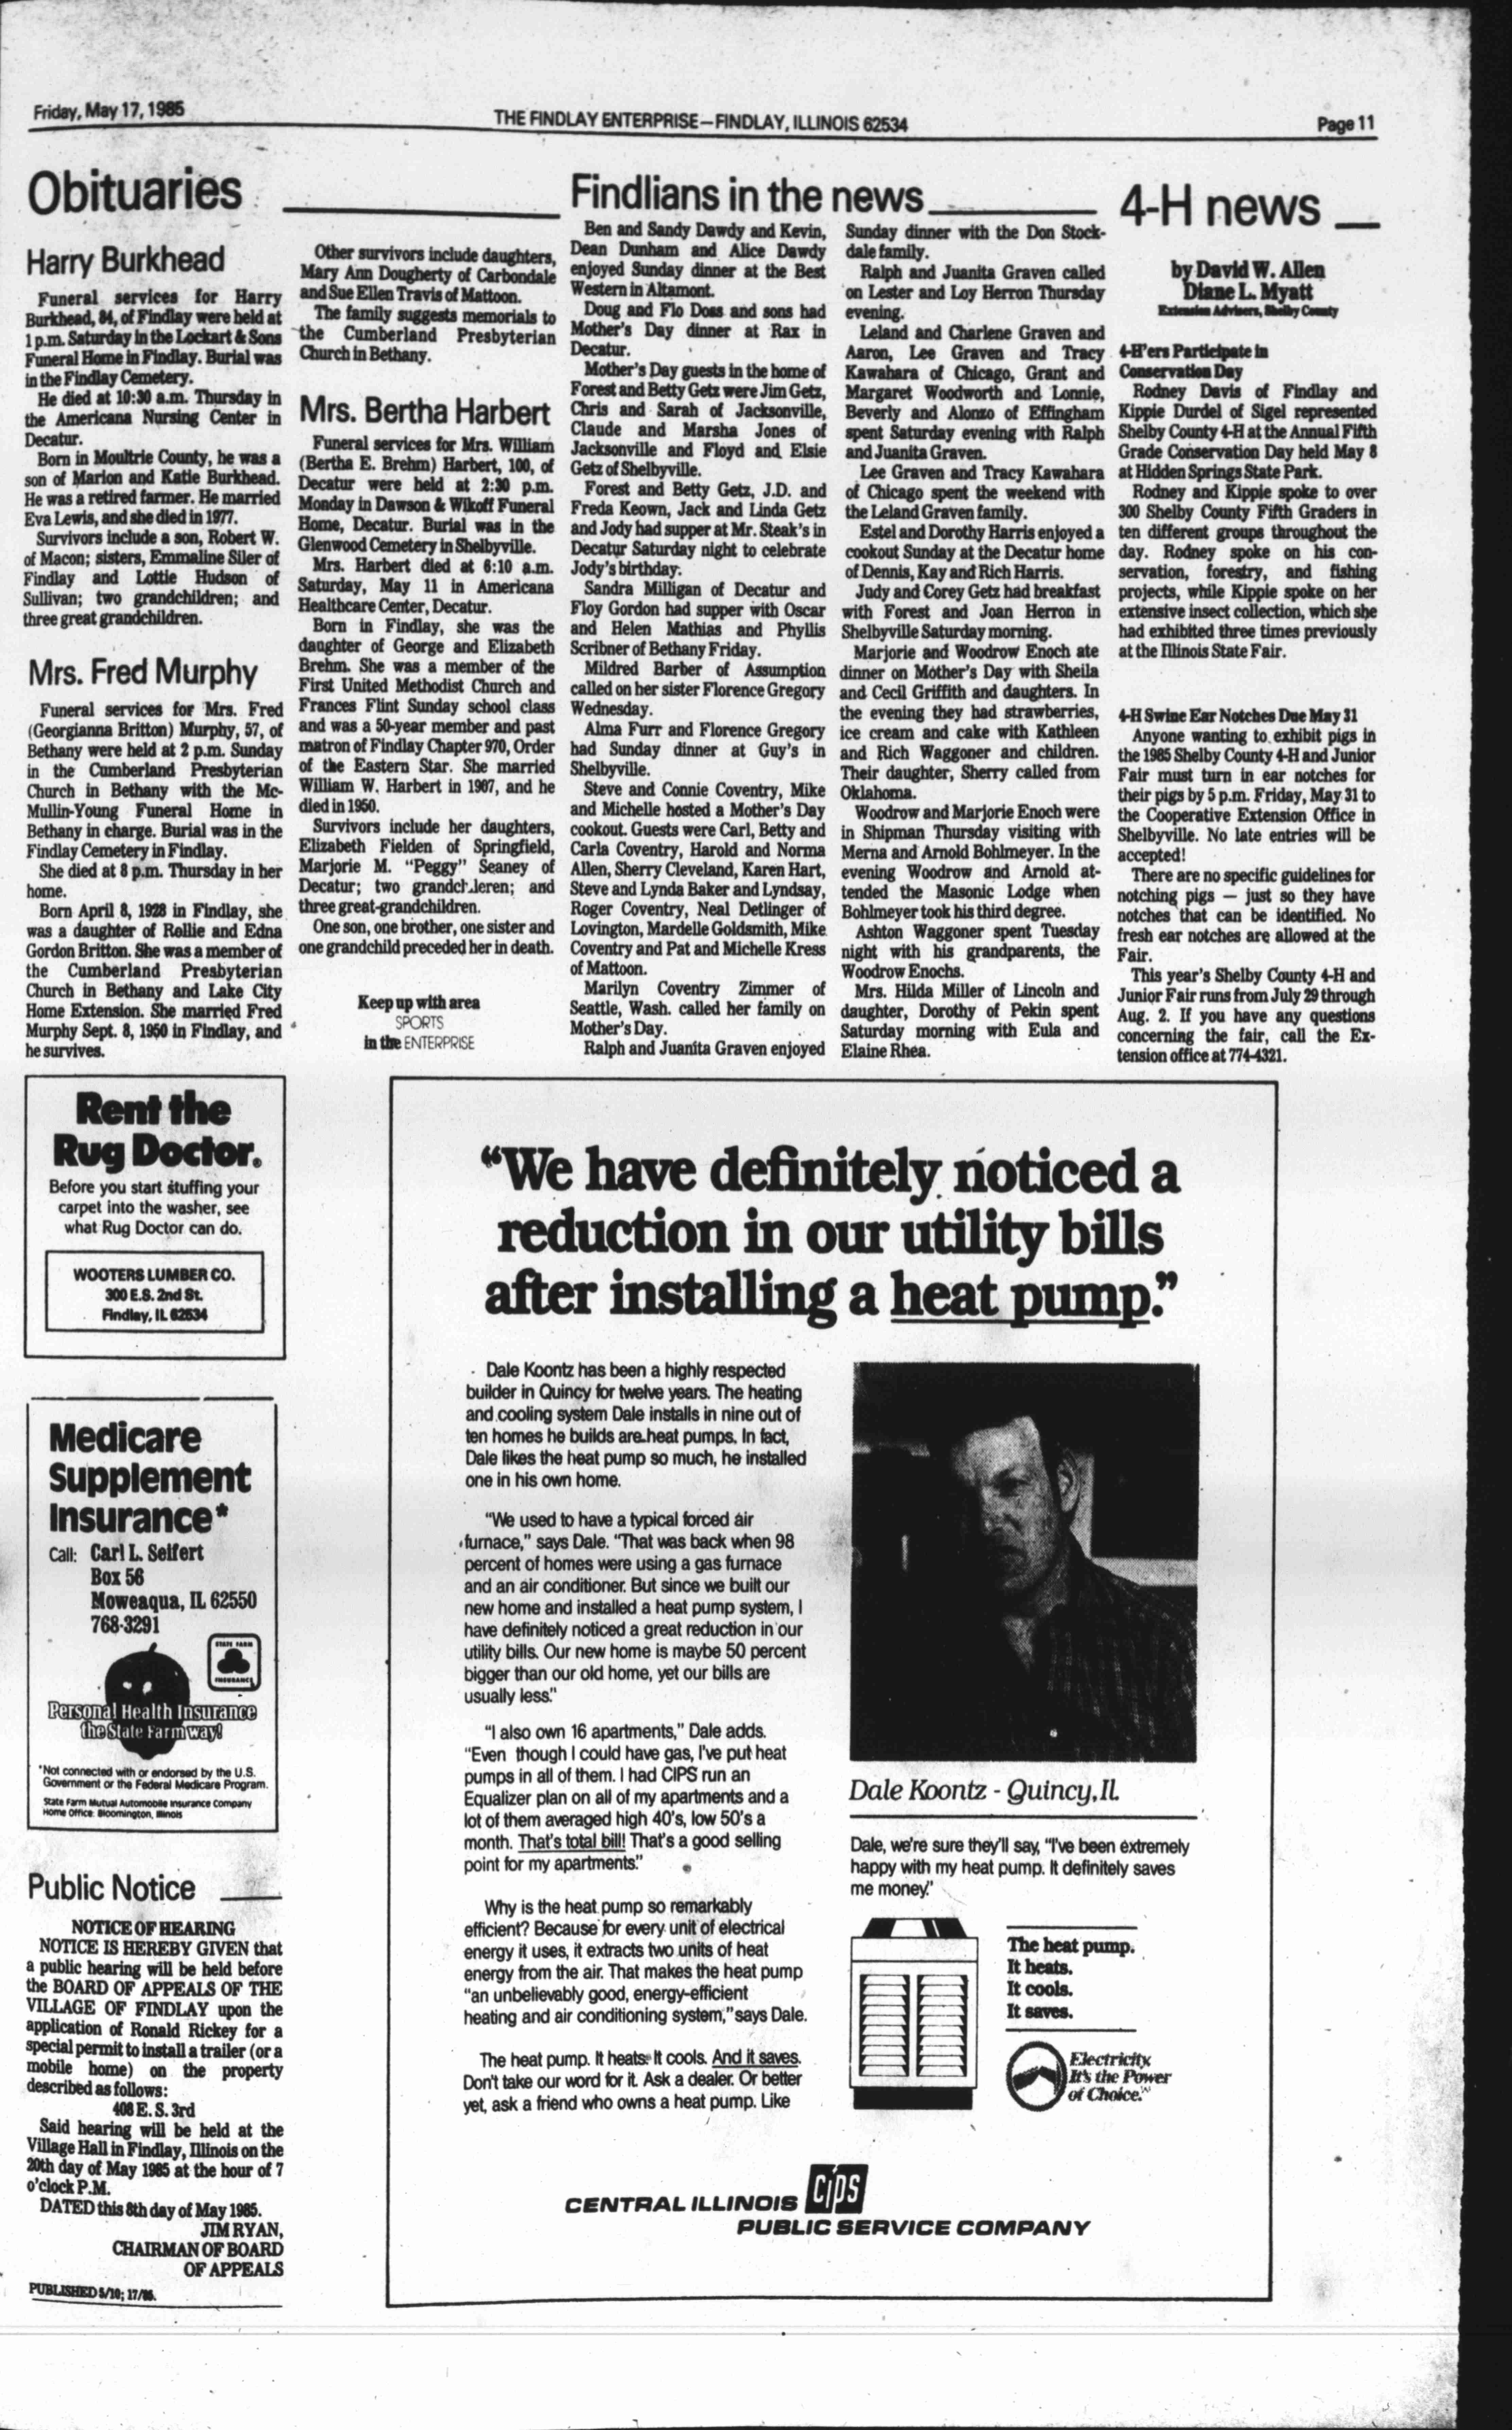 Friday, May 17, 1985
THE FINDLAY ENTERPRISE—FINDLAY, ILLINOIS 62534
Page 11
Obituaries
Harry Burkhead
Funeral services for Harry
Burkhead, 84, of Findlay were held at
1 p.m. Saturday in the Lockart & Sons
Funeral Home in Findlay. Burial was
in the Findlay Cemetery.
He died at 10:30 a.m. Thursday in
the Americana Nursing Center in
Decatur.
Born in Moultrie County, he was a
son of Marion and Katie Burkhead.
He was a retired farmer. He married
Eva Lewis, and she died in 1977.
Survivors include a son, Robert W.
of Macon; sisters, Emmaline Siler of
Findlay and Lottie Hudson of
Sullivan; two grandchildren; and
three great grandchildren.
Mrs. Fred Murphy
Funeral services for Mrs. Fred
(Georgianna Britton) Murphy, 57, of
Bethany were held at 2 p.m. Sunday
in the Cumberland Presbyterian
Church in Bethany with the Mc-
Mullin-Young Funeral Home in
Bethany in charge. Burial was in the
Findlay Cemetery in Findlay.
She died at 8 p.m. Thursday in her
home.
Born April 8, 1928 in Findlay, she
was a daughter of Rollie and Edna
Gordon Britton. She was a member of
the Cumberland Presbyterian
Church in Bethany and Lake City
Home Extension. She married Fred
Murphy Sept. 8, 1950 in Findlay, and
he survives.
Other survivors include daughters,
Mary Ann Dougherty of Carbondale
and Sue Ellen Travis of Mattoon.
The family suggests memorials to
the Cumberland Presbyterian
Church in Bethany.
Mrs. Bertha Harbert
Funeral services for Mrs. William
(Bertha E. Brehm) Harbert, 100, of
Decatur were held at 2:30 p.m.
Monday in Dawson & Wikoff Funeral
Home, Decatur. Burial was in the
Glenwood Cemetery in Shelbyville.
Mrs. Harbert died at 6:10 a.m.
Saturday, May 11 in Americana
Healthcare Center, Decatur.
Born in Findlay, she was the
daughter of George and Elizabeth
Brehm. She was a member of the
First United Methodist Church and
Frances Flint Sunday school class
and was a 50-year member and past
matron of Findlay Chapter 970, Order
of the Eastern Star. She married
William W. Harbert in 1907, and he
died in 1950.
Survivors include her daughters,
Elizabeth Fielden of Springfield,
Marjorie M. "Peggy" Seaney of
Decatur; two grandchildren; and
three great-grandchildren.
One son, one brother, one sister and
one grandchild preceded her in death.
Keep up with area
SPORTS
in the ENTERPRISE
Findlians in the news
Ben and Sandy Dawdy and Kevin,
Dean Dunham and Alice Dawdy
enjoyed Sunday dinner at the Best
Western in Altamont.
Doug and Flo Doss and sons had
Mother's Day dinner at Rax in
Decatur.
Mother's Day guests in the home of
Forest and Betty Getz were Jim Getz,
Chris and Sarah of Jacksonville,
Claude and Marsha Jones of
Jacksonville and Floyd and Elsie
Getz of Shelbyville.
Forest and Betty Getz, J.D. and
Freda Keown, Jack and Linda Getz
and Jody had supper at Mr. Steak's in
Decatur Saturday night to celebrate
Jody's birthday.
Sandra Milligan of Decatur and
Floy Gordon had supper with Oscar
and Helen Mathias and Phyllis
Scribner of Bethany Friday.
Mildred Barber of Assumption
called on her sister Florence Gregory
Wednesday.
Alma Furr and Florence Gregory
had Sunday dinner at Guy's in
Shelbyville.
Steve and Connie Coventry, Mike
and Michelle hosted a Mother's Day
cookout. Guests were Carl, Betty and
Carla Coventry, Harold and Norma
Allen, Sherry Cleveland, Karen Hart,
Steve and Lynda Baker and Lyndsay,
Roger Coventry, Neal Detlinger of
Lovington, Mardelle Goldsmith, Mike
Coventry and Pat and Michelle Kress
of Mattoon.
Marilyn Coventry Zimmer of
Seattle, Wash. called her family on
Mother's Day.
Ralph and Juanita Graven enjoyed
Sunday dinner with the Don Stock-
dale family.
Ralph and Juanita Graven called
on Lester and Loy Herron Thursday
evening.
Leland and Charlene Graven and
Aaron, Lee Graven and Tracy
Kawahara of Chicago, Grant and
Margaret Woodworth and Lonnie,
Beverly and Alonzo of Effingham
spent Saturday evening with Ralph
and Juanita Graven.
Lee Graven and Tracy Kawahara
of Chicago spent the weekend with
the Leland Graven family.
Estel and Dorothy Harris enjoyed a
cookout Sunday at the Decatur home
of Dennis, Kay and Rich Harris.
Judy and Corey Getz had breakfast
with Forest and Joan Herron in
Shelbyville Saturday morning.
Marjorie and Woodrow Enoch ate
dinner on Mother's Day with Sheila
and Cecil Griffith and daughters. In
the evening they had strawberries,
ice cream and cake with Kathleen
and Rich Waggoner and children.
Their daughter, Sherry called from
Oklahoma.
Woodrow and Marjorie Enoch were
in Shipman Thursday visiting with
Merna and Arnold Bohlmeyer. In the
evening Woodrow and Arnold at-
tended the Masonic Lodge when
Bohlmeyer took his third degree.
Ashton Waggoner spent Tuesday
night with his grandparents, the
Woodrow Enochs.
Mrs. Hilda Miller of Lincoln and
daughter, Dorothy of Pekin spent
Saturday morning with Eula and
Elaine Rhea.
4-H news
by David W. Allen
Diane L. Myatt
Extension Advisers, Shelby County
4-H'ers Participate in
Conservation Day
Rodney Davis of Findlay and
Kippie Durdel of Sigel represented
Shelby County 4-H at the Annual Fifth
Grade Conservation Day held May 8
at Hidden Springs State Park.
Rodney and Kippie spoke to over
300 Shelby County Fifth Graders in
ten different groups throughout the
day. Rodney spoke on his con-
servation, forestry, and fishing
projects, while Kippie spoke on her
extensive insect collection, which she
had exhibited three times previously
at the Illinois State Fair.
4-H Swine Ear Notches Due May 31
Anyone wanting to exhibit pigs in
the 1985 Shelby County 4-H and Junior
Fair must turn in ear notches for
their pigs by 5 p.m. Friday, May 31 to
the Cooperative Extension Office in
Shelbyville. No late entries will be
accepted!
There are no specific guidelines for
notching pigs — just so they have
notches that can be identified. No
fresh ear notches are allowed at the
Fair.
This year's Shelby County 4-H and
Junior Fair runs from July 29 through
Aug. 2. If you have any questions
concerning the fair, call the Ex-
tension office at 774-4321.
Rent the
Rug Doctor.
Before you start stuffing your
carpet into the washer, see
what Rug Doctor can do.
WOOTERS LUMBER CO.
300 E.S. 2nd St.
Findlay, IL 62534
Medicare
Supplement
Insurance*
Call: Carl L. Seifert
Box 56
Moweaqua, IL 62550
768-3291
STATE FARM
INSURANCE
Personal Health Insurance
the State Farm way!
*Not connected with or endorsed by the U.S.
Government or the Federal Medicare Program.
State Farm Mutual Automobile Insurance Company
Home Office: Bloomington, Illinois
Public Notice
NOTICE OF HEARING
NOTICE IS HEREBY GIVEN that
a public hearing will be held before
the BOARD OF APPEALS OF THE
VILLAGE OF FINDLAY upon the
application of Ronald Rickey for a
special permit to install a trailer (or a
mobile home) on the property
described as follows:
408 E. S. 3rd
Said hearing will be held at the
Village Hall in Findlay, Illinois on the
20th day of May 1985 at the hour of 7
o'clock P.M.
DATED this 8th day of May 1985.
JIM RYAN,
CHAIRMAN OF BOARD
OF APPEALS
PUBLISHED 5/10; 17/85.
"We have definitely noticed a
reduction in our utility bills
after installing a heat pump."
Dale Koontz has been a highly respected
builder in Quincy for twelve years. The heating
and cooling system Dale installs in nine out of
ten homes he builds are heat pumps. In fact,
Dale likes the heat pump so much, he installed
one in his own home.
"We used to have a typical forced air
furnace," says Dale. "That was back when 98
percent of homes were using a gas furnace
and an air conditioner. But since we built our
new home and installed a heat pump system, I
have definitely noticed a great reduction in our
utility bills. Our new home is maybe 50 percent
bigger than our old home, yet our bills are
usually less."
"I also own 16 apartments," Dale adds.
"Even though I could have gas, I've put heat
pumps in all of them. I had CIPS run an
Equalizer plan on all of my apartments and a
lot of them averaged high 40's, low 50's a
month. That's total bill! That's a good selling
point for my apartments."
Why is the heat pump so remarkably
efficient? Because for every unit of electrical
energy it uses, it extracts two units of heat
energy from the air. That makes the heat pump
"an unbelievably good, energy-efficient
heating and air conditioning system," says Dale.
The heat pump. It heats. It cools. And it saves.
Don't take our word for it. Ask a dealer. Or better
yet, ask a friend who owns a heat pump. Like
Dale Koontz - Quincy, IL
Dale, we're sure they'll say, "I've been extremely
happy with my heat pump. It definitely saves
me money."
The heat pump.
It heats.
It cools.
It saves.
Electricity.
It's the Power
of Choice.
CENTRAL ILLINOIS
CIPS
PUBLIC SERVICE COMPANY